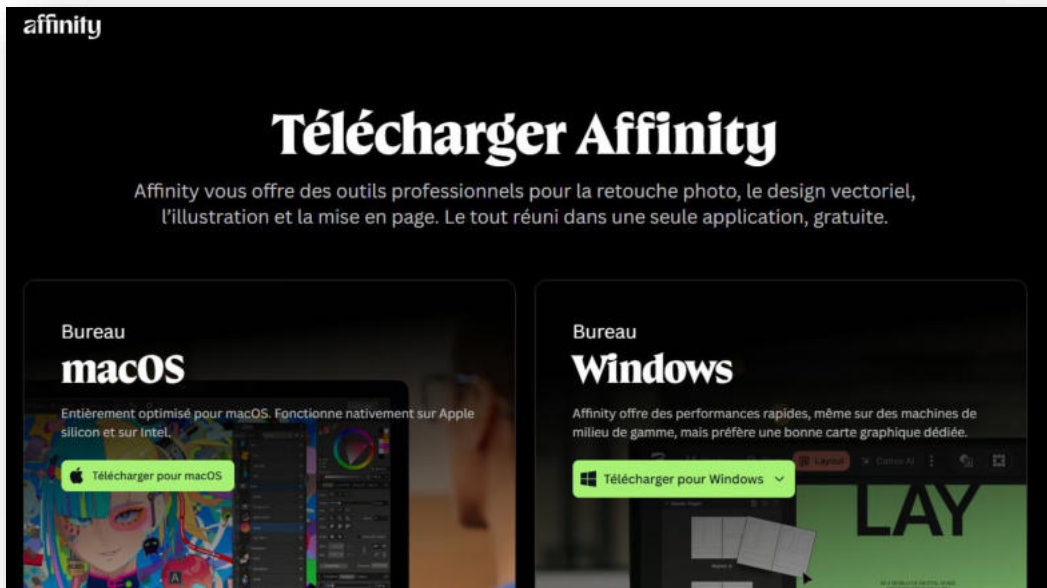 affinity
Télécharger Affinity
Affinity vous offre des outils professionnels pour la retouche photo, le design vectoriel,
l'illustration et la mise en page. Le tout réuni dans une seule application, gratuite.
Bureau
macOS
Entièrement optimisé pour macOS. Fonctionne nativement sur Apple
silicon et sur Intel.
Télécharger pour macOS
Bureau
Windows
Affinity offre des performances rapides, même sur des machines de
milieu de gamme, mais préfère une bonne carte graphique dédiée.
Layout
Canva AI
Télécharger pour Windows
LAY
A